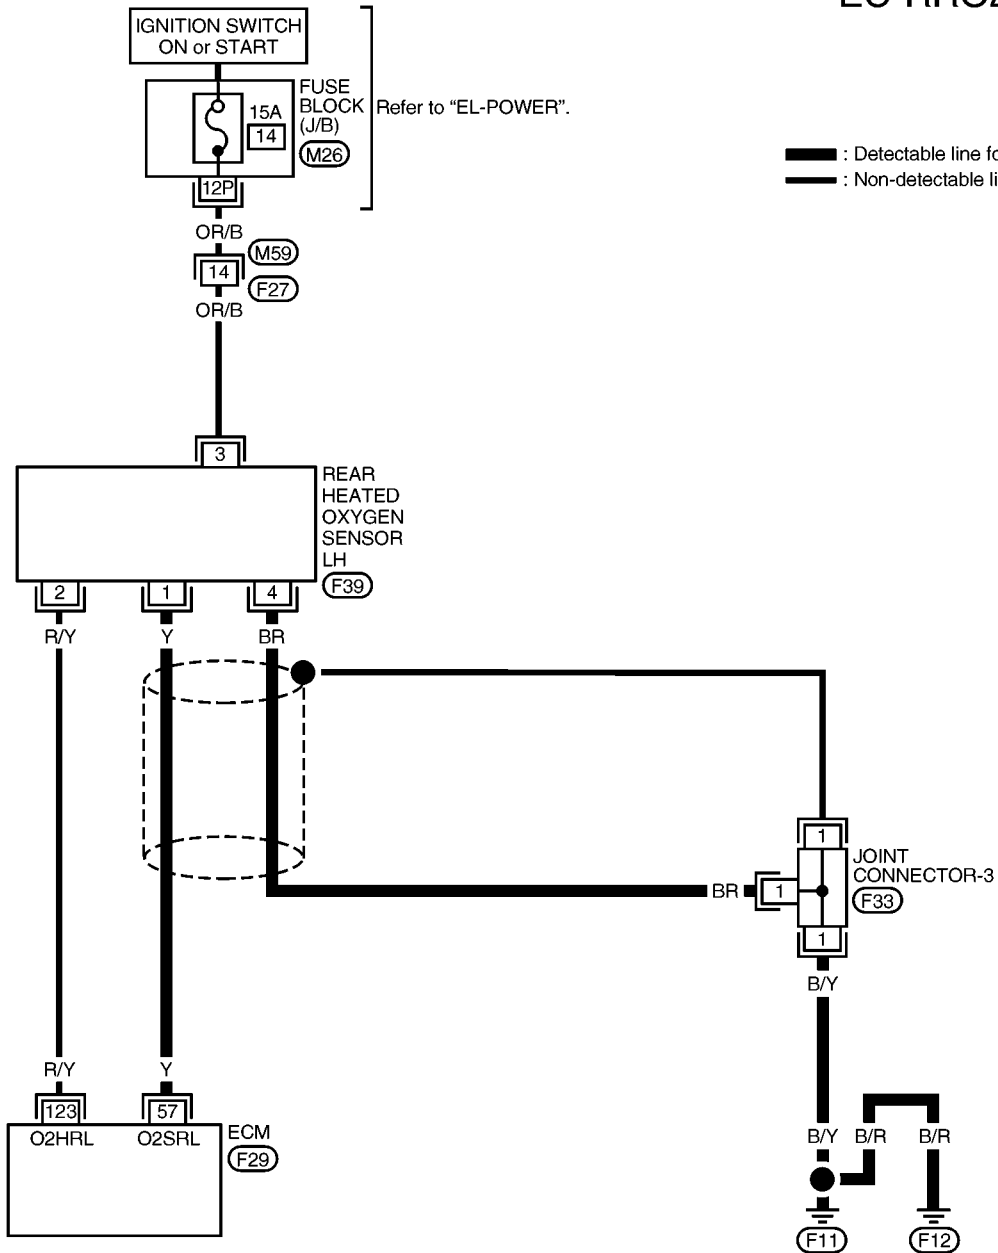 IGNITION SWITCH
ON or START
FUSE
BLOCK
(J/B)
15A
14
M26
Refer to “EL-POWER”.
: Detectable line fo
: Non-detectable li
12P
OR/B
M59
14
F27
OR/B
3
REAR
HEATED
OXYGEN
SENSOR
LH
F39
2
1
4
R/Y
Y
BR
1
JOINT
CONNECTOR-3
F33
BR
1
1
B/Y
R/Y
Y
123
57
O2HRL
O2SRL
ECM
F29
B/Y
B/R
B/R
F11
F12